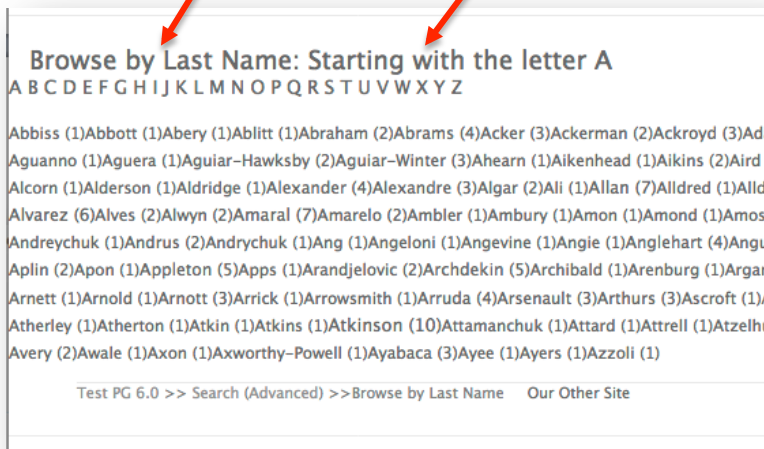 Browse by Last Name: Starting with the letter A
A B C D E F G H I J K L M N O P Q R S T U V W X Y Z
Abbiss (1)Abbott (1)Abery (1)Ablitt (1)Abraham (2)Abrams (4)Acker (3)Ackerman (2)Ackroyd (3)Ad
Aguanno (1)Aguera (1)Aguiar-Hawksby (2)Aguiar-Winter (3)Ahearn (1)Aikenhead (1)Aikins (2)Aird
Alcorn (1)Alderson (1)Aldridge (1)Alexander (4)Alexandre (3)Algar (2)Ali (1)Allan (7)Alldred (1)Alld
Alvarez (6)Alves (2)Alwyn (2)Amaral (7)Amarelo (2)Ambler (1)Ambury (1)Amon (1)Amond (1)Amos
Andreychuk (1)Andrus (2)Andrychuk (1)Ang (1)Angeloni (1)Angevine (1)Angie (1)Anglehart (4)Angu
Aplin (2)Apon (1)Appleton (5)Apps (1)Arandjelovic (2)Archdekin (5)Archibald (1)Arenburg (1)Argan
Arnett (1)Arnold (1)Arnott (3)Arrick (1)Arrowsmith (1)Arruda (4)Arsenault (3)Arthurs (3)Ascroft (1)A
Atherley (1)Atherton (1)Atkin (1)Atkins (1)Atkinson (10)Attamanchuk (1)Attard (1)Attrell (1)Atzelh
Avery (2)Awale (1)Axon (1)Axworthy-Powell (1)Ayabaca (3)Ayee (1)Ayers (1)Azzoli (1)
Test PG 6.0 >> Search (Advanced) >>Browse by Last Name Our Other Site